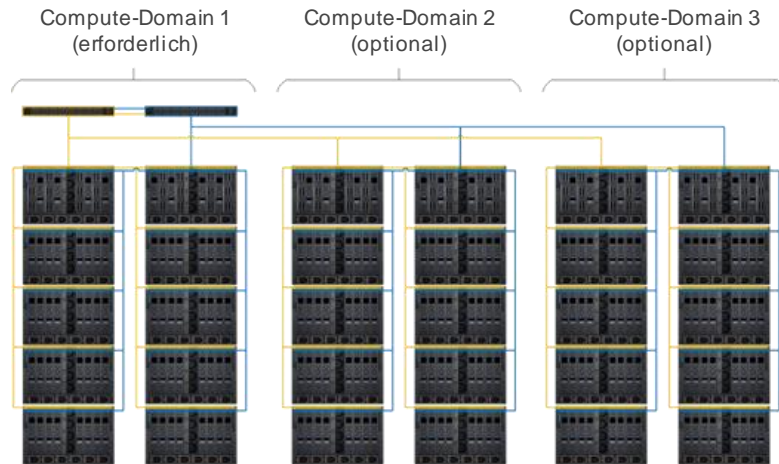 Compute-Domain 1
(erforderlich)
Compute-Domain 2
(optional)
Compute-Domain 3
(optional)